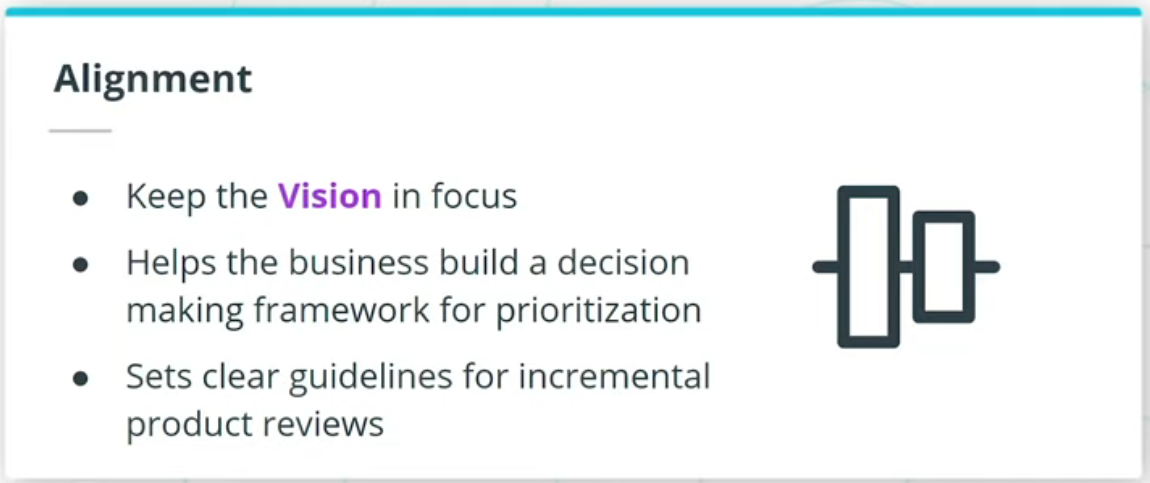 Alignment
● Keep the Vision in focus
● Helps the business build a decision
making framework for prioritization
● Sets clear guidelines for incremental
product reviews